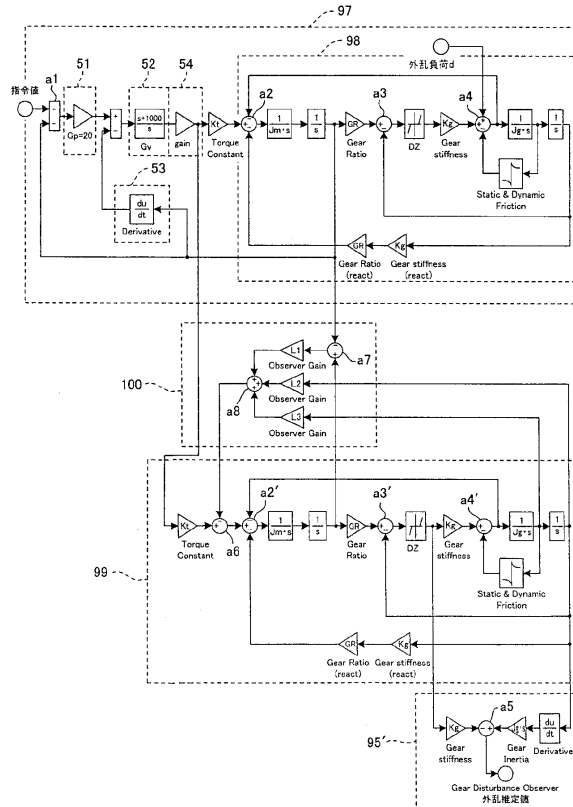 97
98
外乱負荷d
51
52
54
a1
指令値
Gp=20
s+1000
s
Gv
gain
Kt
Torque
Constant
a2
1
Jm・s
1
s
GR
Gear
Ratio
a3
DZ
Kg
Gear
stiffness
a4
1
Jg・s
1
s
Static & Dynamic
Friction
53
du
dt
Derivative
GR
Gear Ratio
(react)
Kg
Gear stiffness
(react)
100
L1
Observer Gain
a7
L2
Observer Gain
a8
L3
Observer Gain
99
Kt
Torque
Constant
a6
a2′
1
Jm・s
1
s
GR
Gear
Ratio
a3′
DZ
Kg
Gear
stiffness
a4′
1
Jg・s
1
s
Static & Dynamic
Friction
GR
Gear Ratio
(react)
Kg
Gear stiffness
(react)
95′
Kg
Gear
stiffness
a5
Jg・s
Gear
Inertia
du
dt
Derivative
Gear Disturbance Observer
外乱推定値